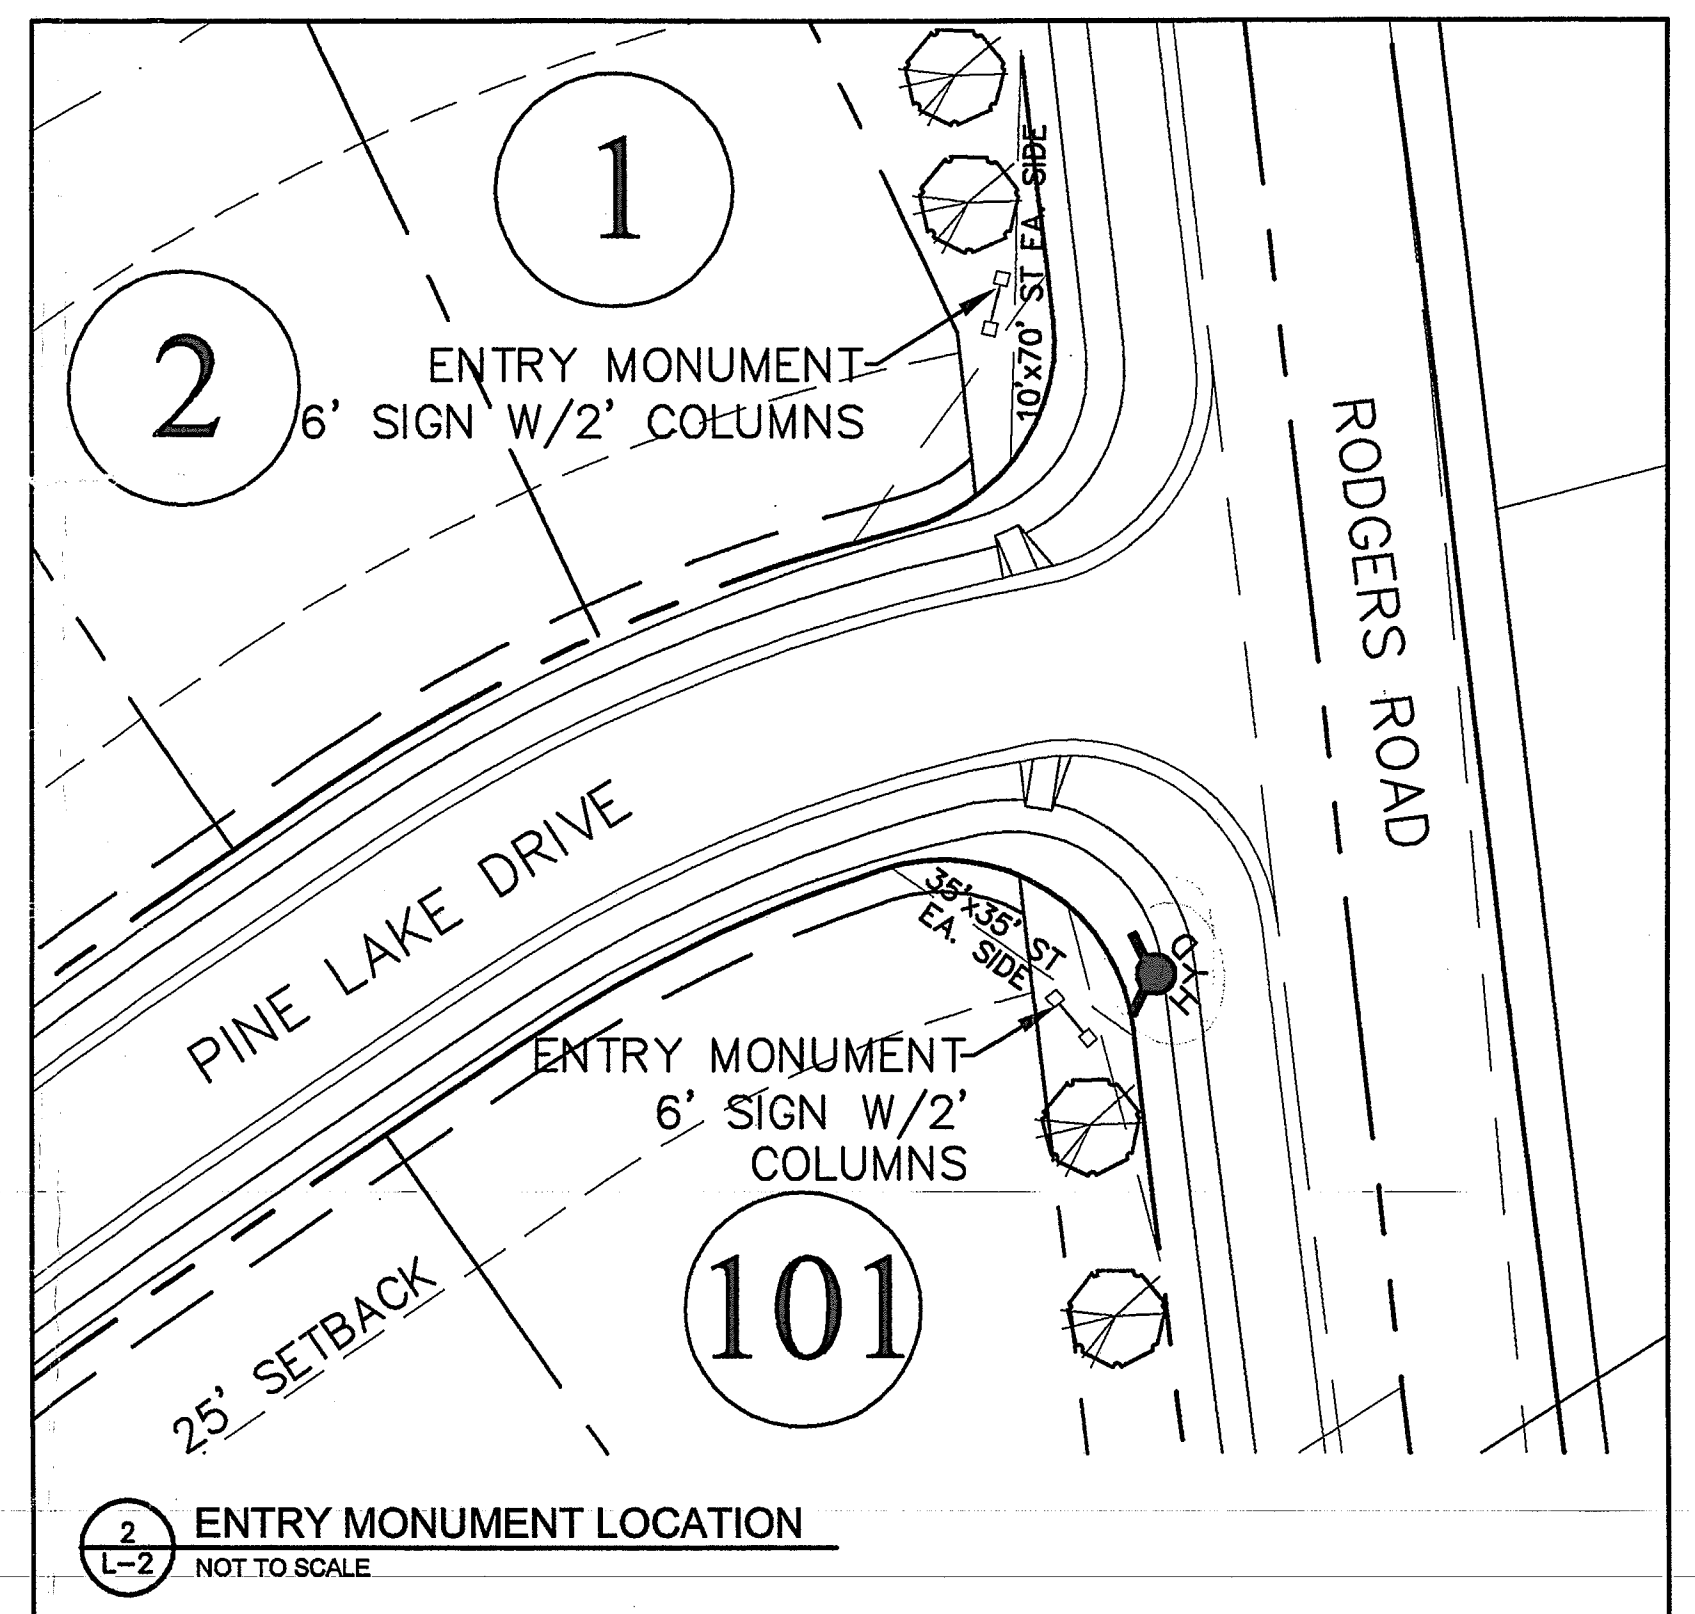 1
2
ENTRY MONUMENT
6' SIGN W/2' COLUMNS
10'x70' ST EA. SIDE
RODGERS ROAD
PINE LAKE DRIVE
35'x35' ST
EA. SIDE
HYD
ENTRY MONUMENT
6' SIGN W/2'
COLUMNS
101
25' SETBACK
2
L-2
ENTRY MONUMENT LOCATION
NOT TO SCALE